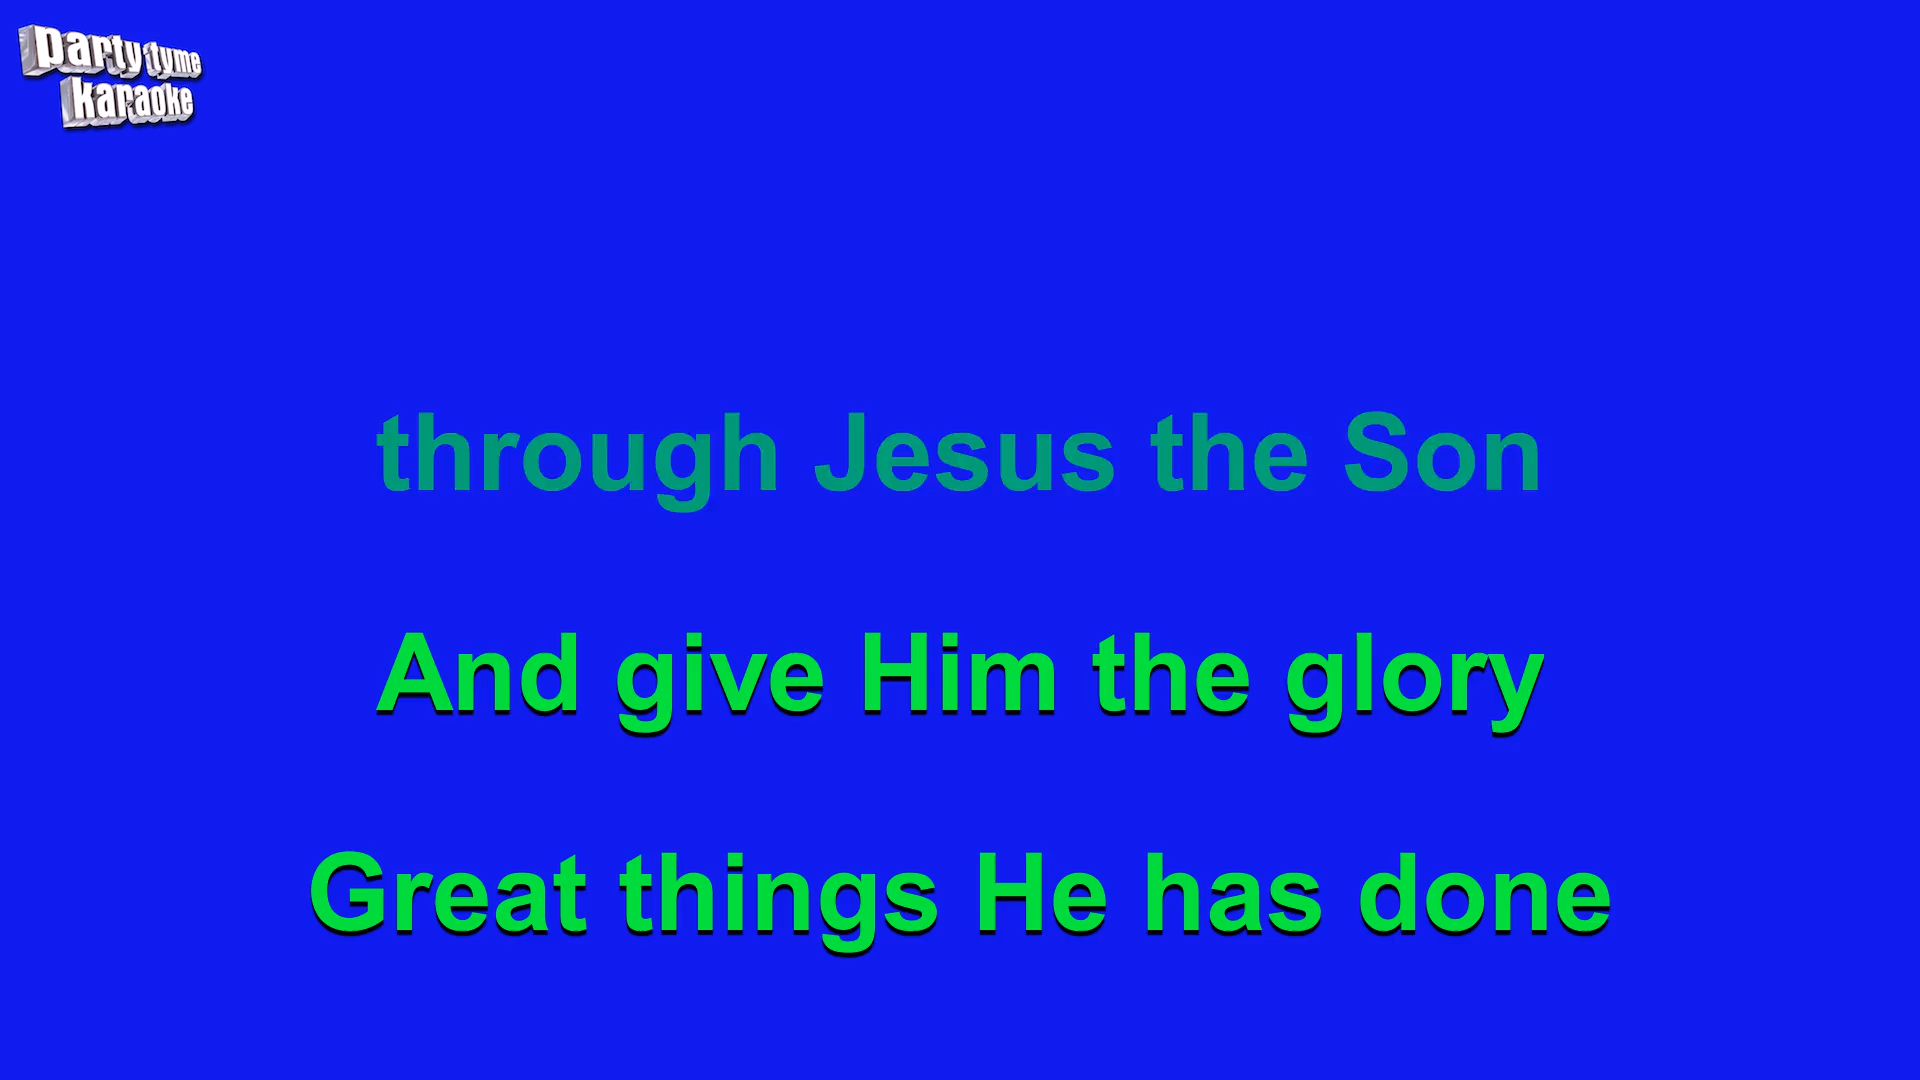 party tyme
karaoke
through Jesus the Son
And give Him the glory
Great things He has done